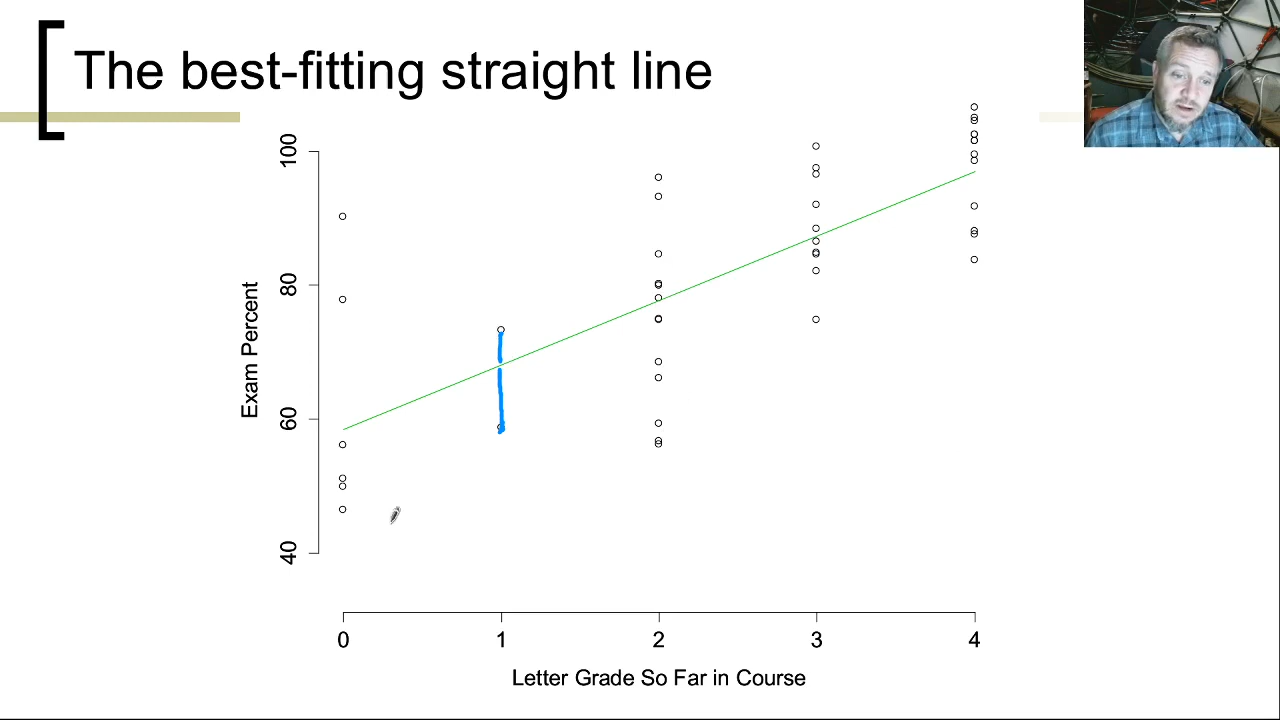 The best-fitting straight line
100
80
60
40
Exam Percent
0 1 2 3 4
Letter Grade So Far in Course